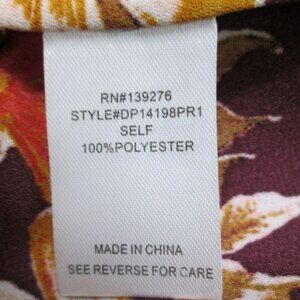 RN#139276
STYLE#DP14198PR1
SELF
100%POLYESTER
MADE IN CHINA
SEE REVERSE FOR CARE